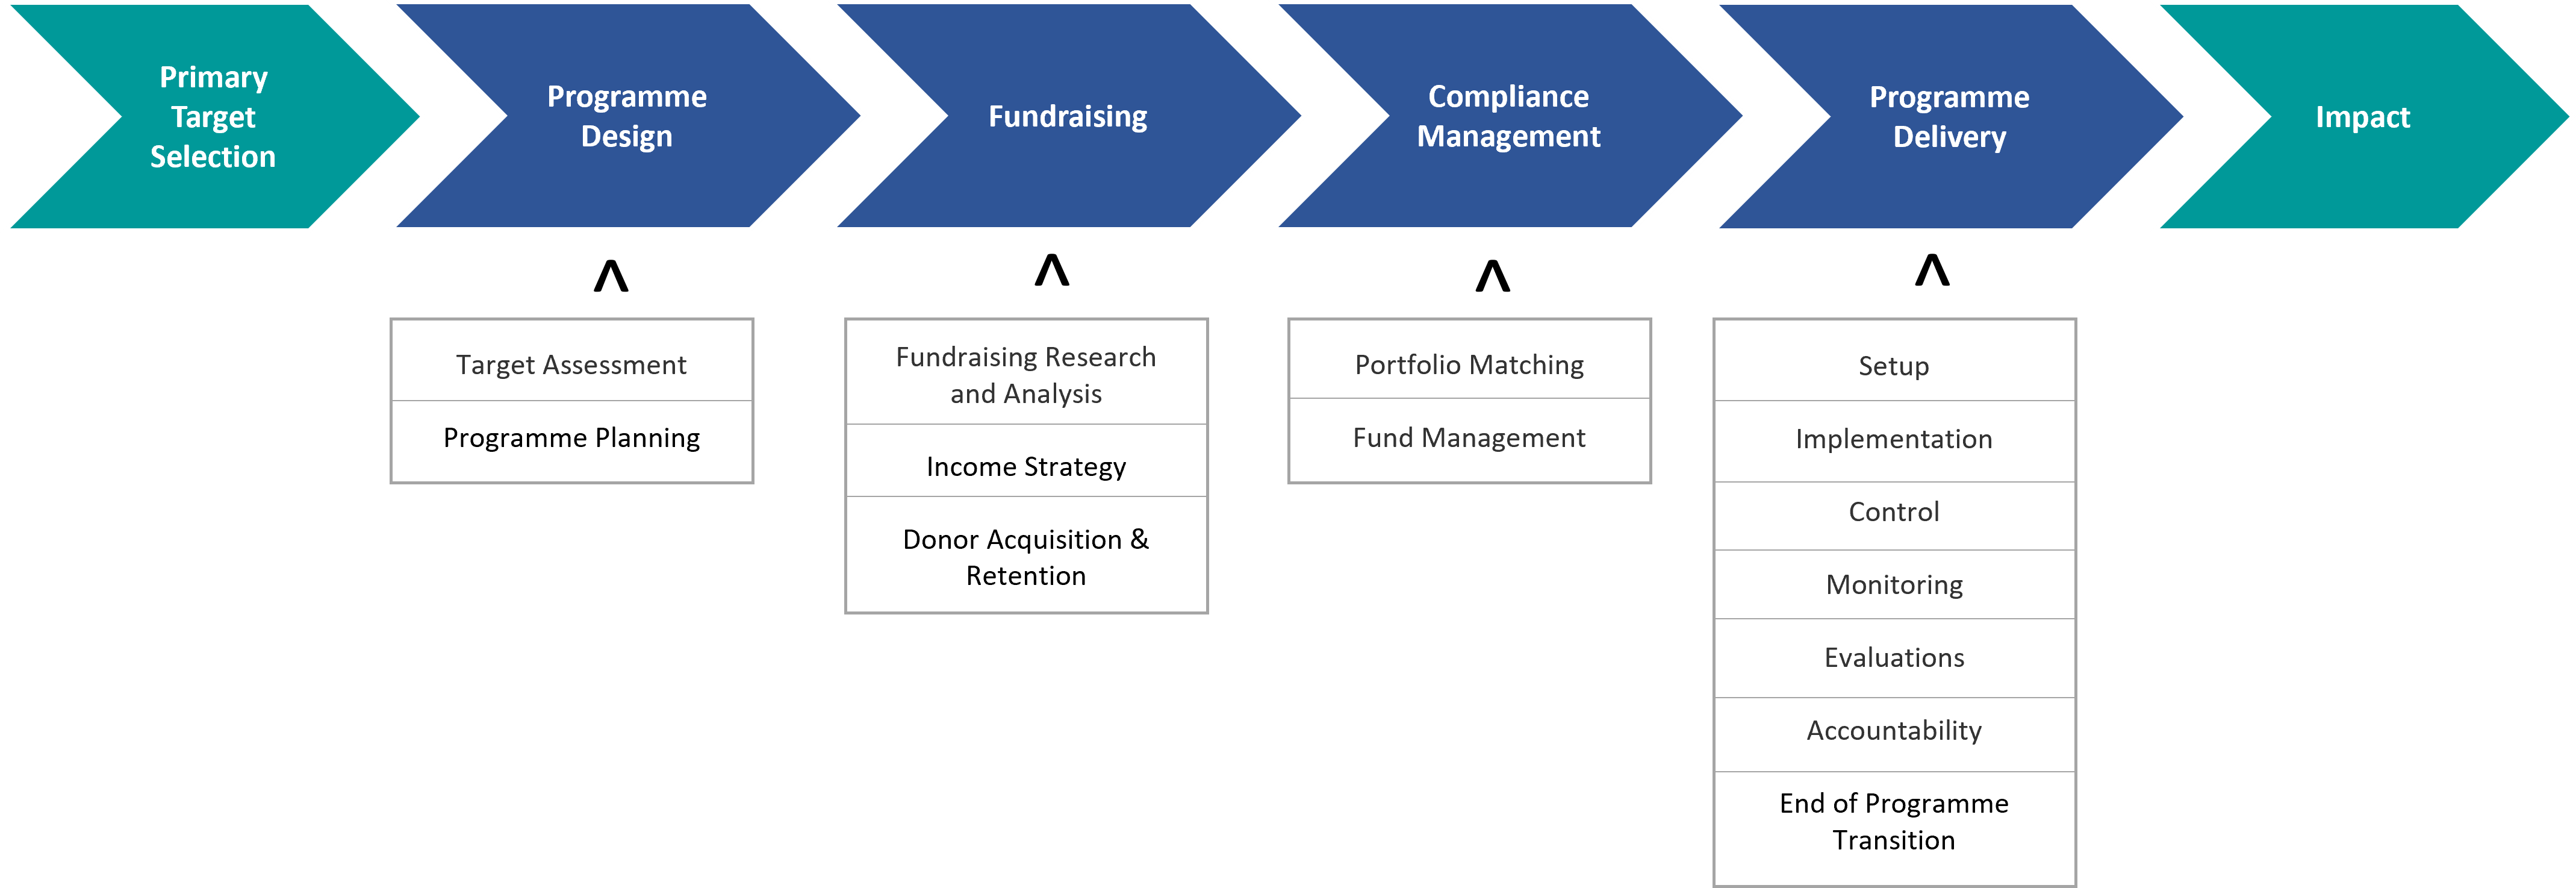 Primary
Target
Selection
Programme
Design
Fundraising
Compliance
Management
Programme
Delivery
Impact
^
^
^
^
Target Assessment
Programme Planning
Fundraising Research
and Analysis
Income Strategy
Donor Acquisition &
Retention
Portfolio Matching
Fund Management
Setup
Implementation
Control
Monitoring
Evaluations
Accountability
End of Programme
Transition